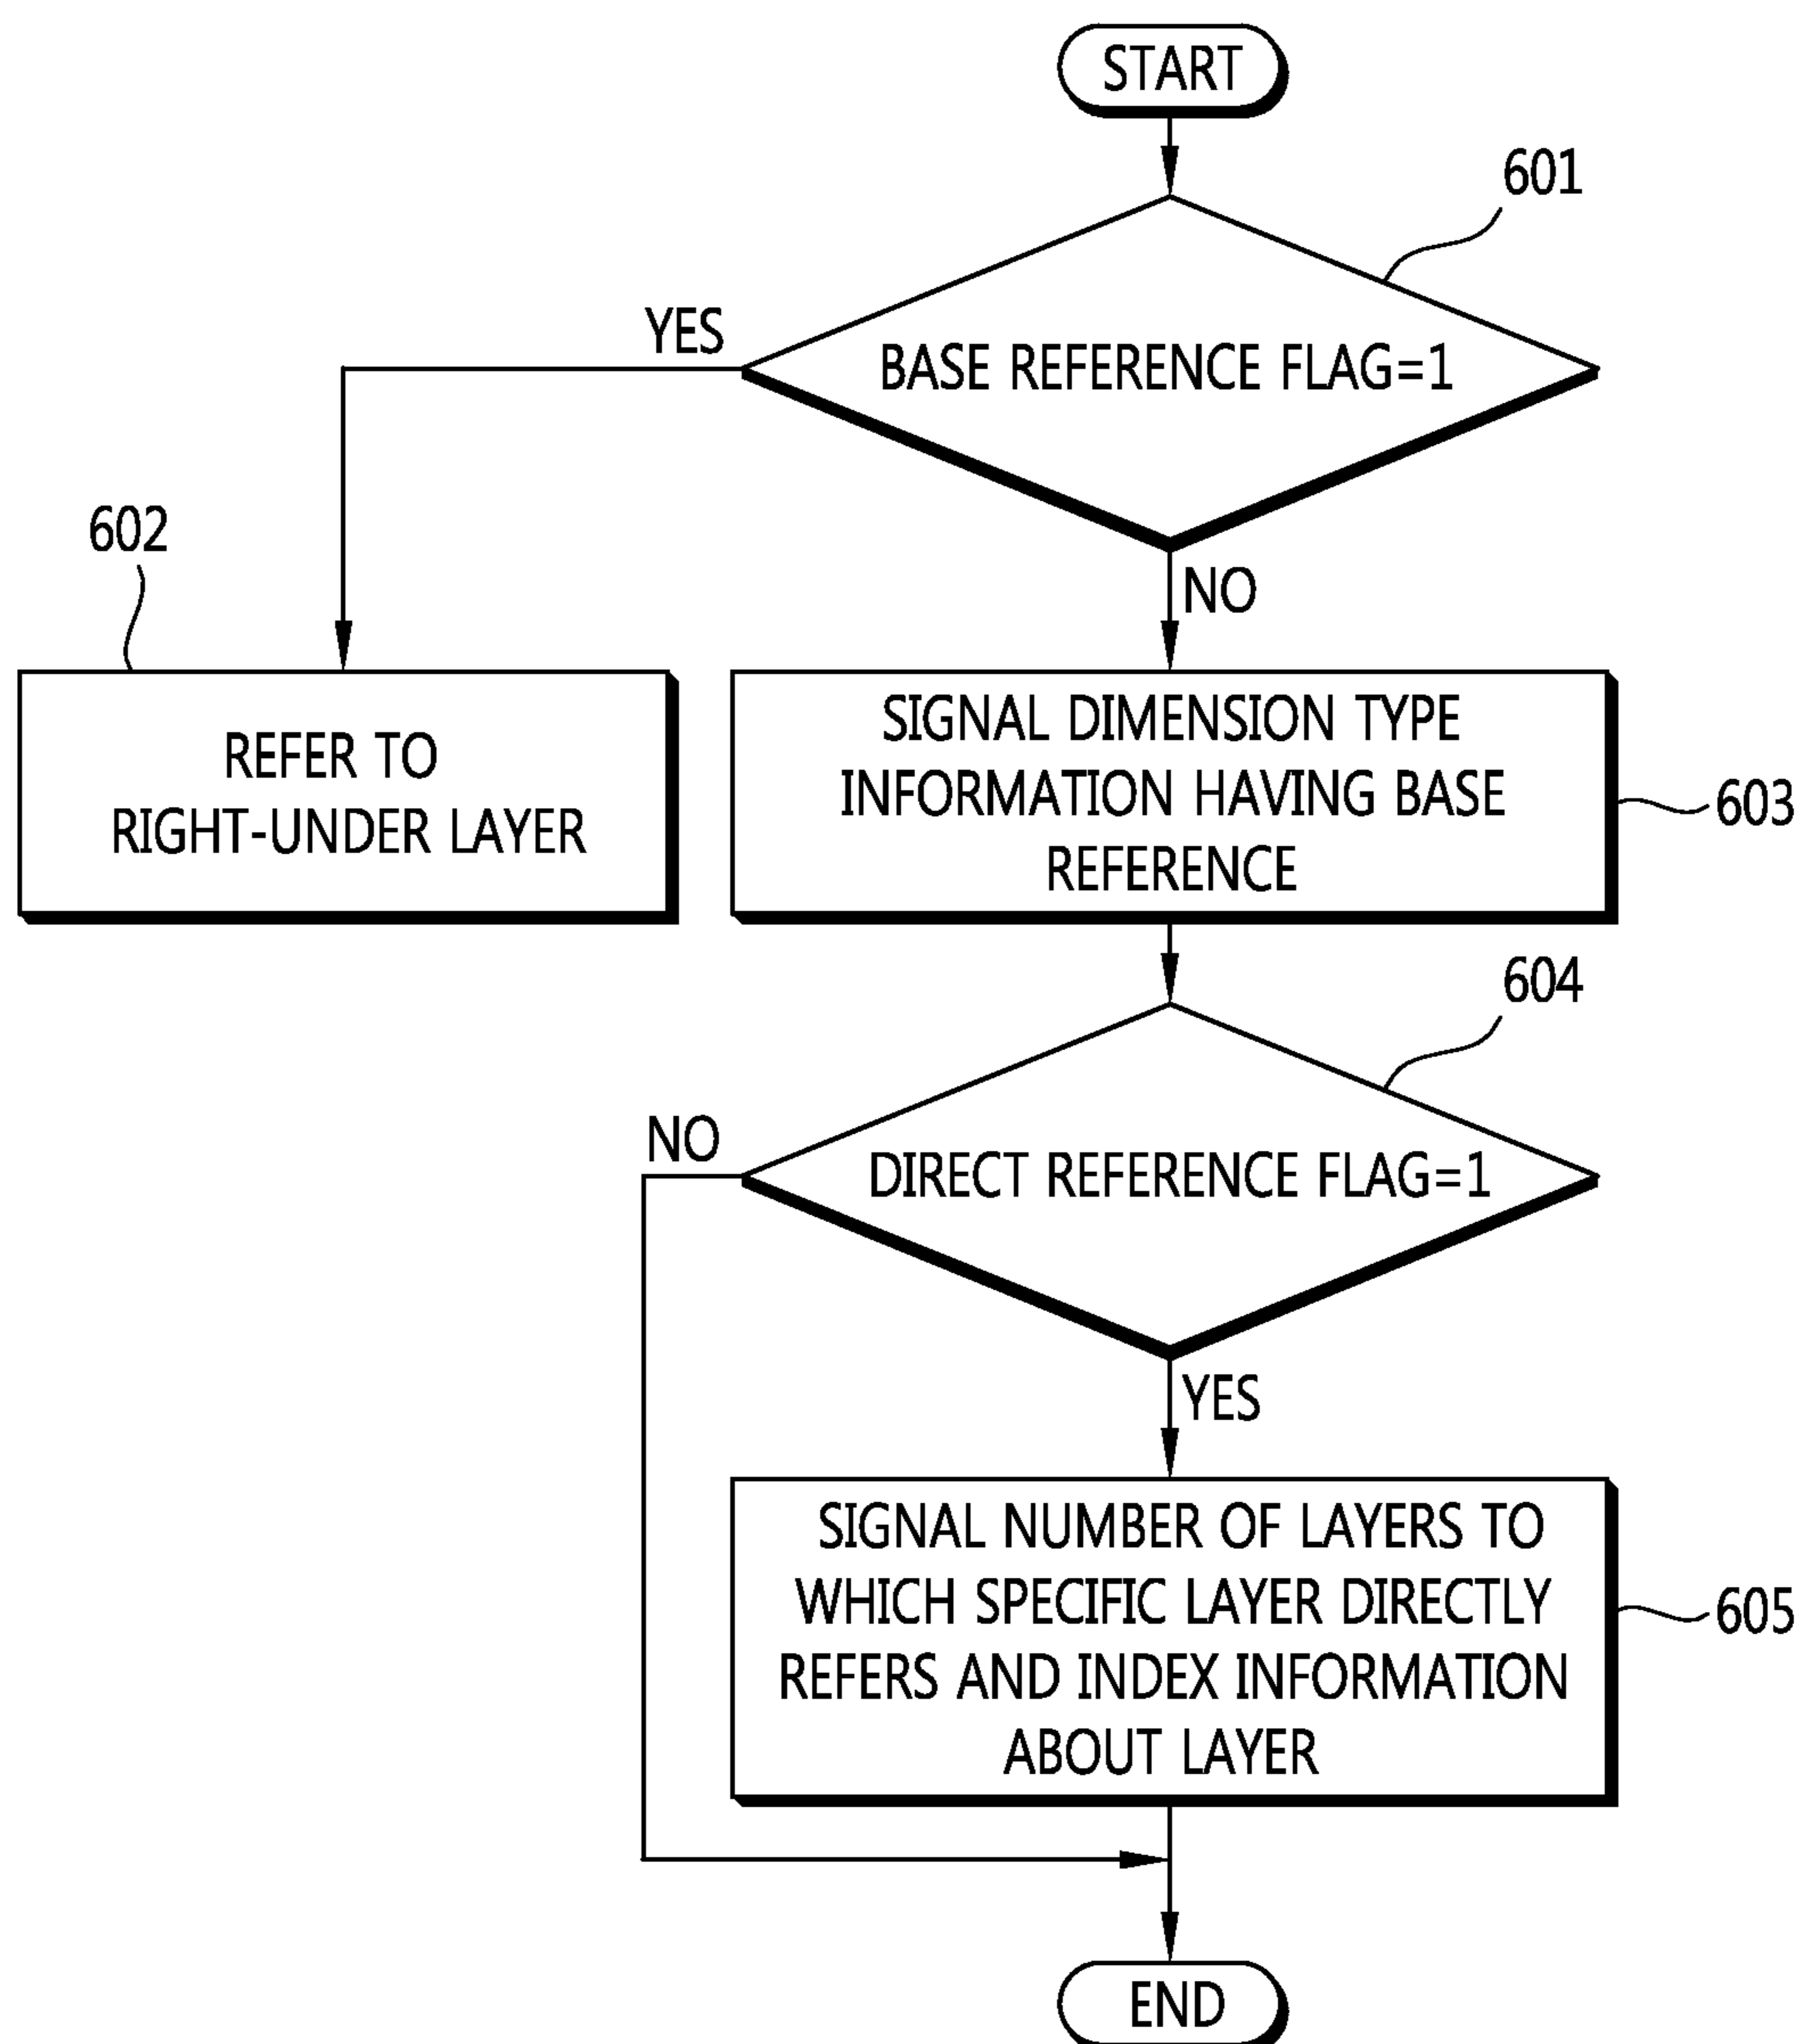 START
601
YES
BASE REFERENCE FLAG=1
602
NO
REFER TO
RIGHT-UNDER LAYER
SIGNAL DIMENSION TYPE
INFORMATION HAVING BASE
REFERENCE
603
604
NO
DIRECT REFERENCE FLAG=1
YES
SIGNAL NUMBER OF LAYERS TO
WHICH SPECIFIC LAYER DIRECTLY
REFERS AND INDEX INFORMATION
ABOUT LAYER
605
END